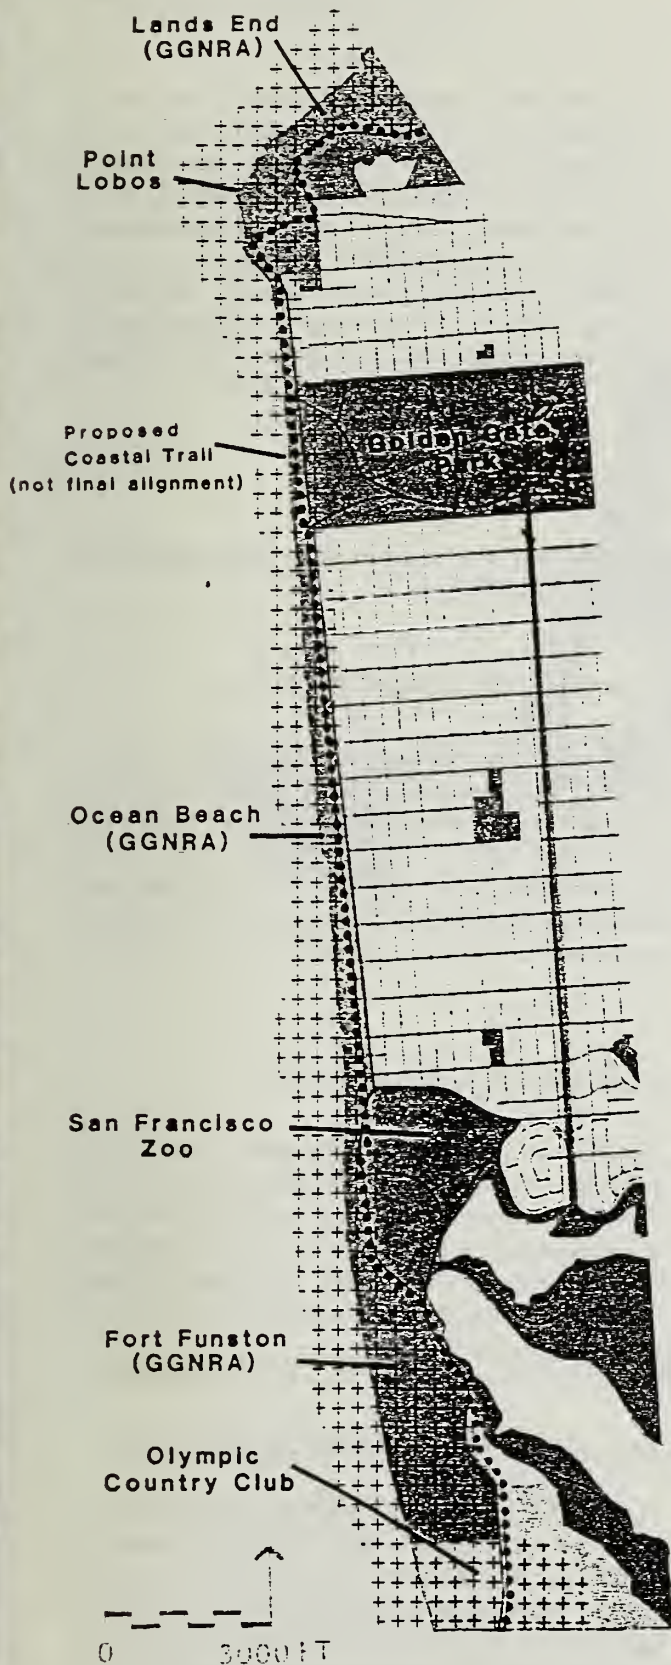 Lands End
(GGNRA)
Point
Lobos
Proposed
Coastal Trail
(not final alignment)
Golden Gate
Park
Ocean Beach
(GGNRA)
San Francisco
Zoo
Fort Funston
(GGNRA)
Olympic
Country Club
0 3000 FT